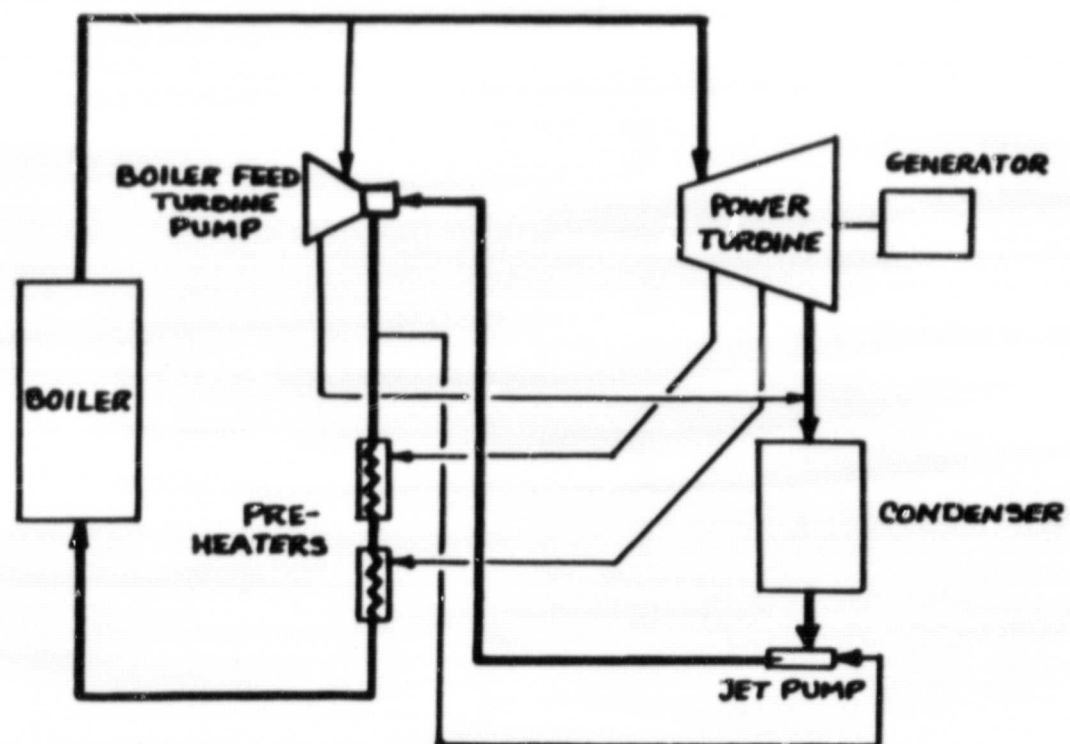 BOILER FEED
TURBINE
PUMP
GENERATOR
POWER
TURBINE
BOILER
PRE-
HEATERS
CONDENSER
JET PUMP